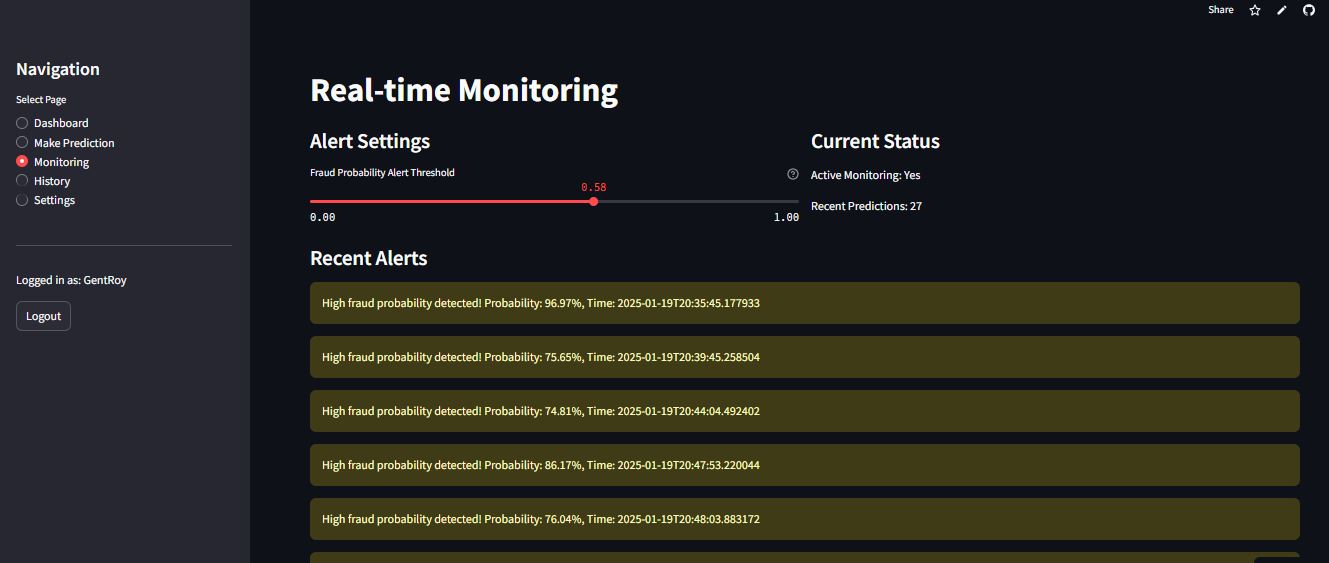 Share
Navigation
Select Page
Dashboard
Make Prediction
Monitoring
History
Settings
Logged in as: GentRoy
Logout
Real-time Monitoring
Alert Settings
Fraud Probability Alert Threshold
0.58
0.00 1.00
Current Status
Active Monitoring: Yes
Recent Predictions: 27
Recent Alerts
High fraud probability detected! Probability: 96.97%, Time: 2025-01-19T20:35:45.177933
High fraud probability detected! Probability: 75.65%, Time: 2025-01-19T20:39:45.258504
High fraud probability detected! Probability: 74.81%, Time: 2025-01-19T20:44:04.492402
High fraud probability detected! Probability: 86.17%, Time: 2025-01-19T20:47:53.220044
High fraud probability detected! Probability: 76.04%, Time: 2025-01-19T20:48:03.883172